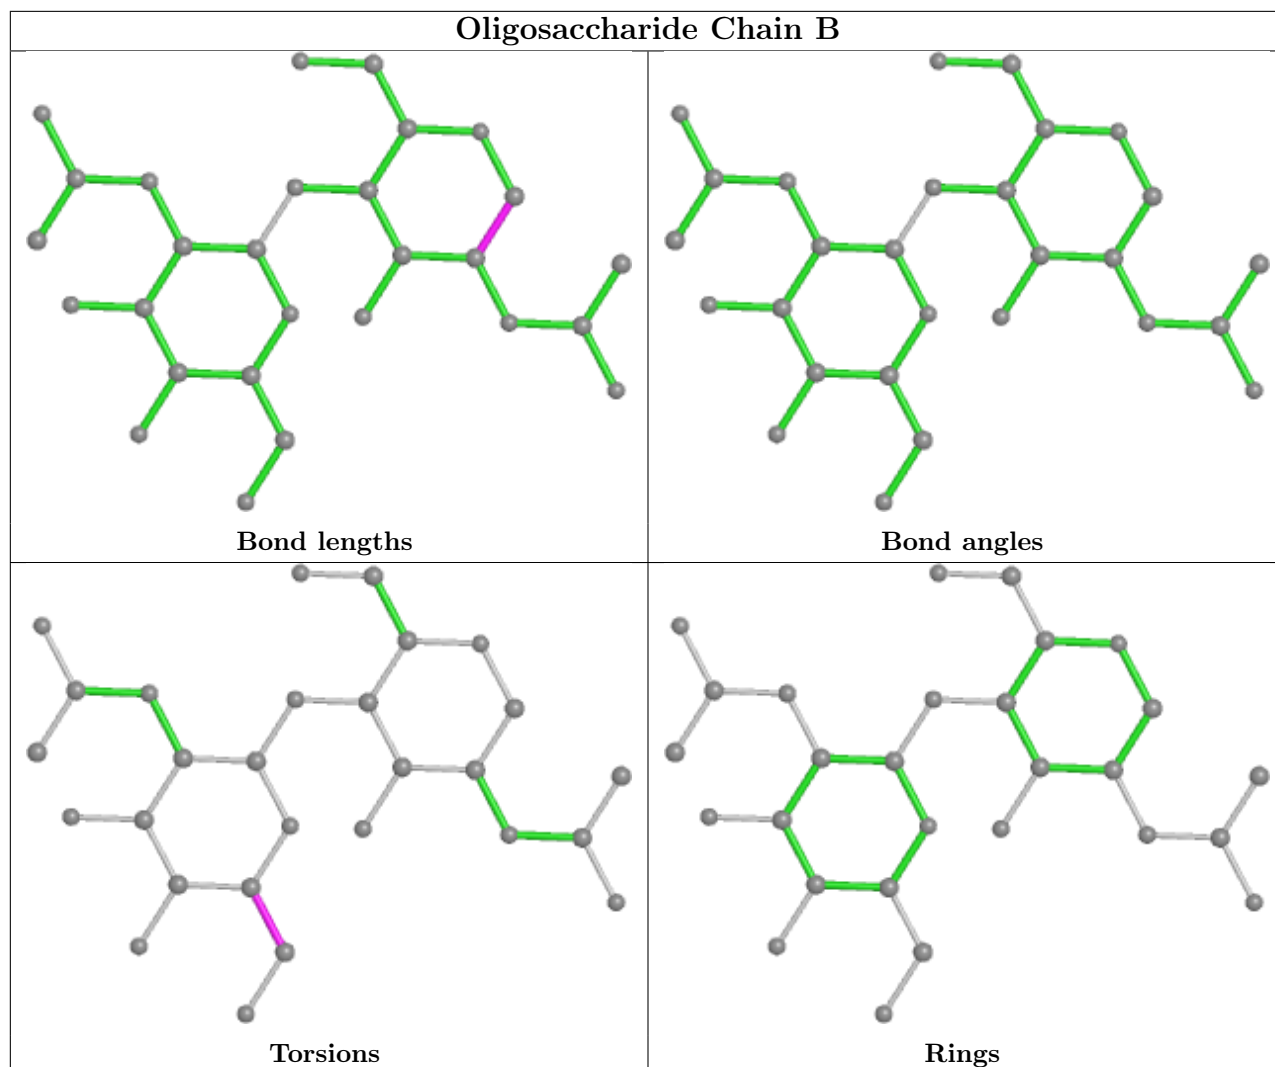 Oligosaccharide Chain B
Bond lengths
Bond angles
Torsions
Rings